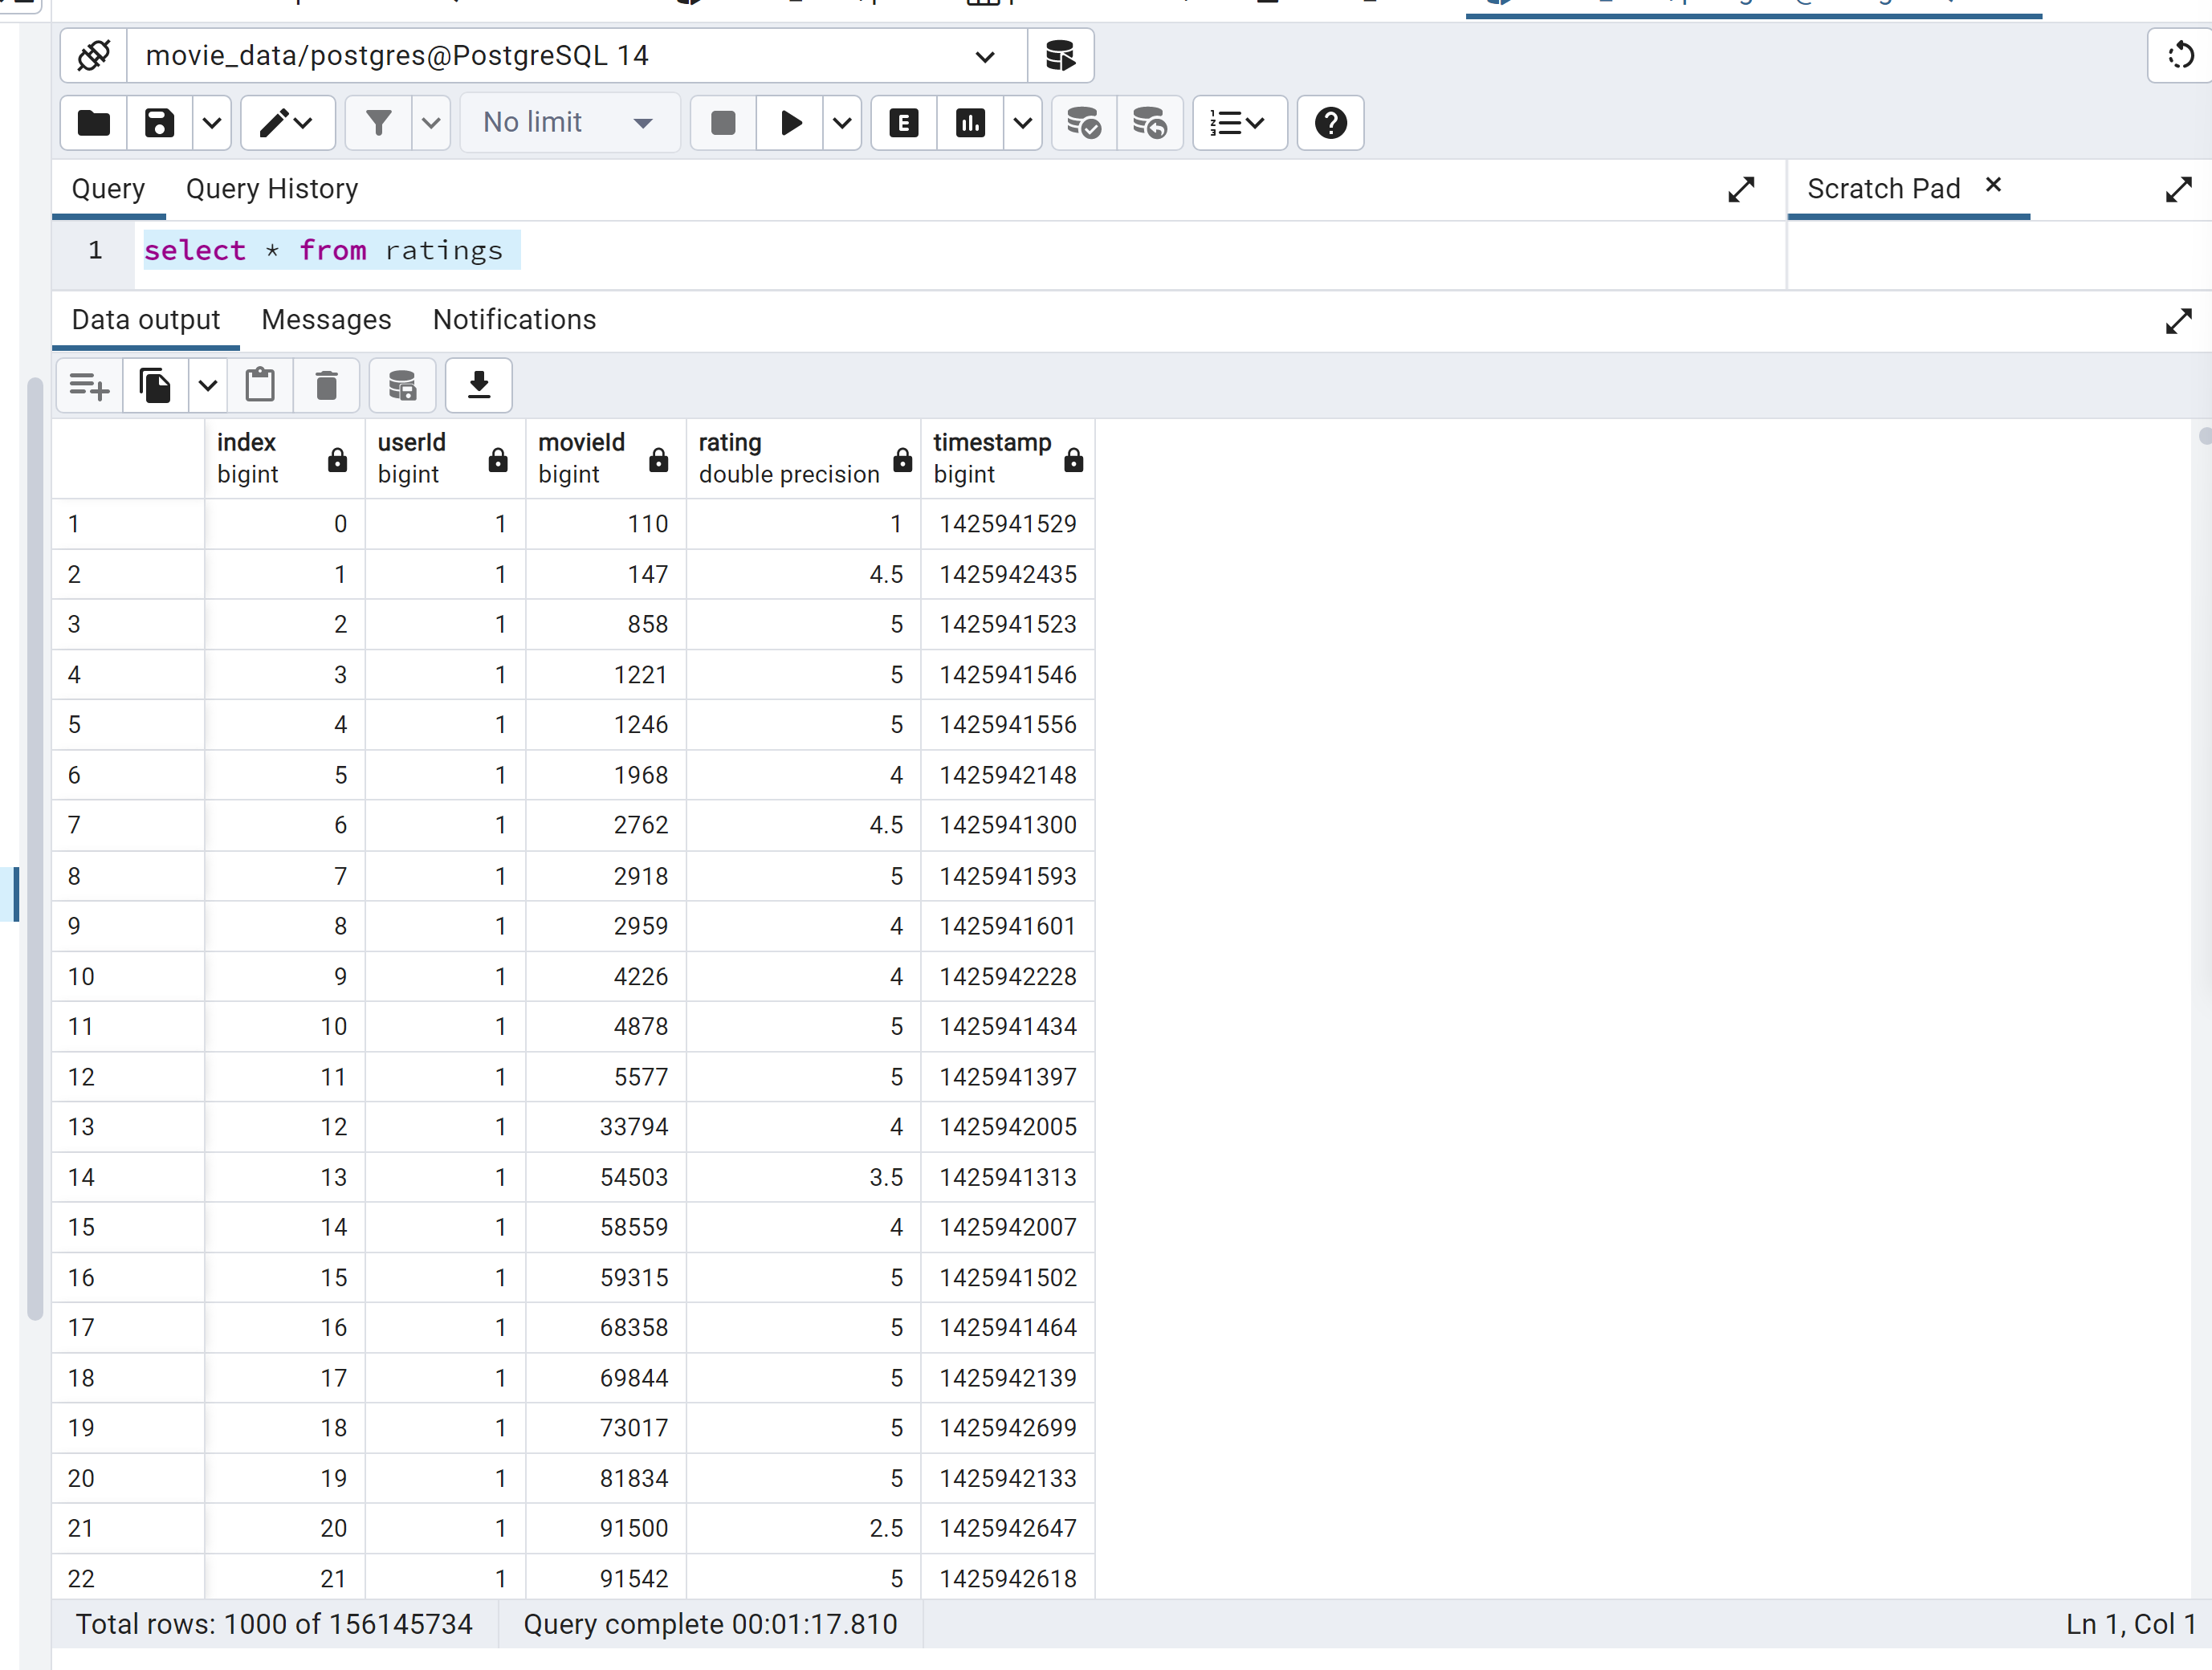 movie_data/postgres@PostgreSQL 14
No limit
Query Query History Scratch Pad
1 select * from ratings
Data output Messages Notifications
index userId movieId rating timestamp
bigint bigint bigint double precision bigint
1 0 1 110 1 1425941529
2 1 1 147 4.5 1425942435
3 2 1 858 5 1425941523
4 3 1 1221 5 1425941546
5 4 1 1246 5 1425941556
6 5 1 1968 4 1425942148
7 6 1 2762 4.5 1425941300
8 7 1 2918 5 1425941593
9 8 1 2959 4 1425941601
10 9 1 4226 4 1425942228
11 10 1 4878 5 1425941434
12 11 1 5577 5 1425941397
13 12 1 33794 4 1425942005
14 13 1 54503 3.5 1425941313
15 14 1 58559 4 1425942007
16 15 1 59315 5 1425941502
17 16 1 68358 5 1425941464
18 17 1 69844 5 1425942139
19 18 1 73017 5 1425942699
20 19 1 81834 5 1425942133
21 20 1 91500 2.5 1425942647
22 21 1 91542 5 1425942618
Total rows: 1000 of 156145734 Query complete 00:01:17.810 Ln 1, Col 1